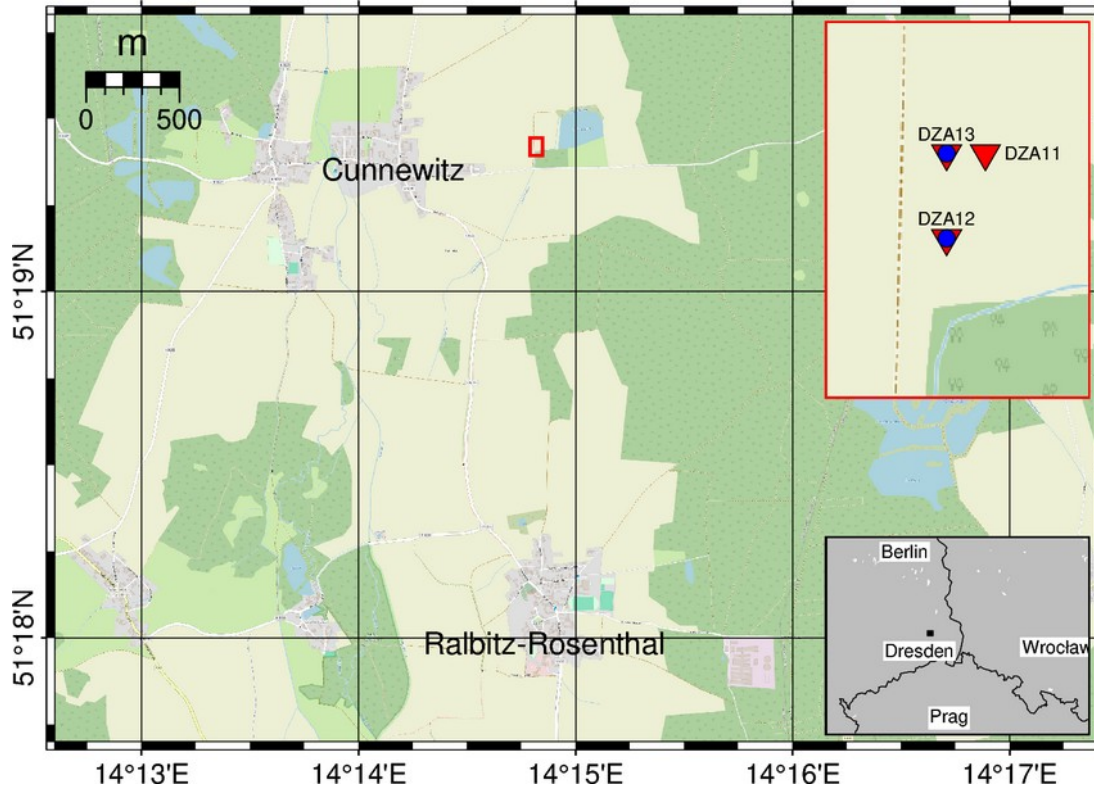 m
0 500
Cunnewitz
DZA13
DZA11
DZA12
51°19'N
51°18'N
Ralbitz-Rosenthal
Berlin
Dresden
Wrocław
Prag
14°13'E 14°14'E 14°15'E 14°16'E 14°17'E